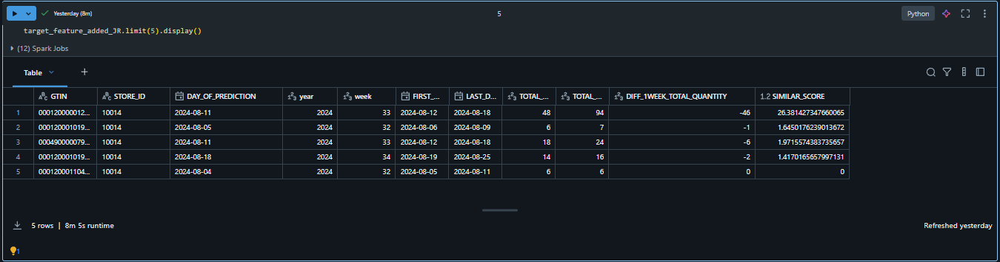 Yesterday (8m)
5
Python
target_feature_added_JR.limit(5).display()
(12) Spark Jobs
Table +
GTIN STORE_ID DAY_OF_PREDICTION year week FIRST_... LAST_D... TOTAL_... TOTAL_... DIFF_1WEEK_TOTAL_QUANTITY 1.2 SIMILAR_SCORE
1 000120000012... 10014 2024-08-11 2024 33 2024-08-12 2024-08-18 48 94 -46 26.381427347660065
2 000120001019... 10014 2024-08-05 2024 32 2024-08-06 2024-08-09 6 7 -1 1.6450176239013672
3 000490000079... 10014 2024-08-11 2024 33 2024-08-12 2024-08-18 18 24 -6 1.9715574383735657
4 000120001019... 10014 2024-08-18 2024 34 2024-08-19 2024-08-25 14 16 -2 1.4170165657997131
5 000120001104... 10014 2024-08-04 2024 32 2024-08-05 2024-08-11 6 6 0 0
5 rows | 8m 5s runtime
Refreshed yesterday
1